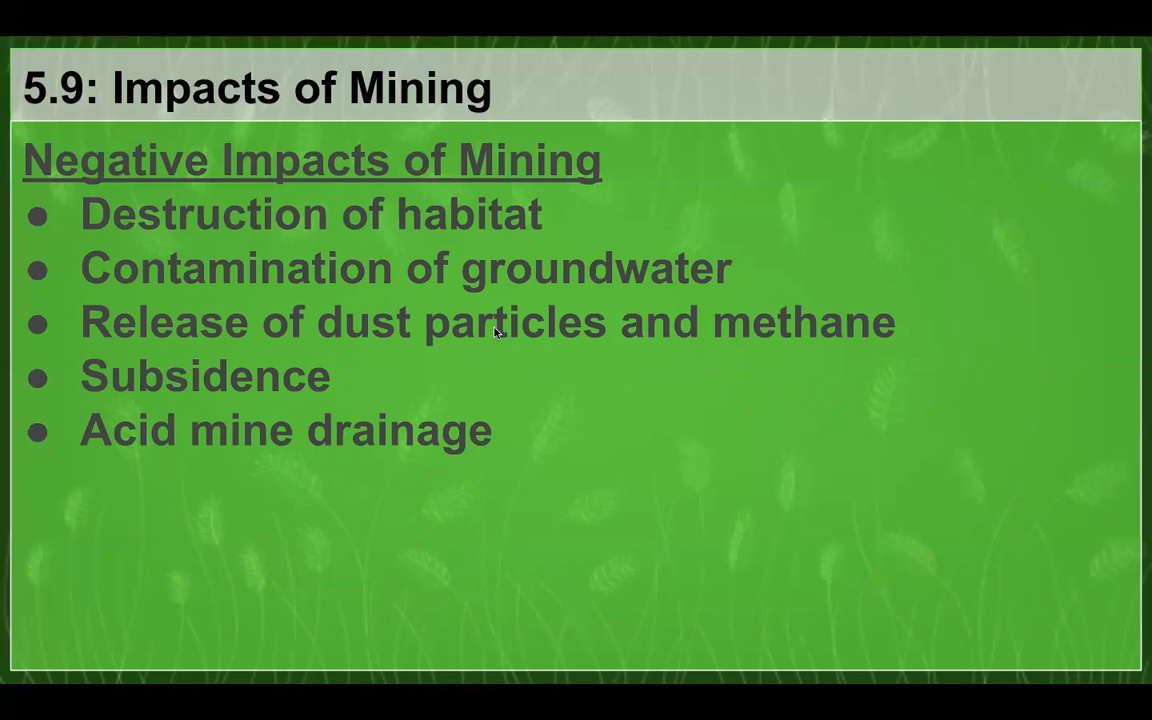 5.9: Impacts of Mining
Negative Impacts of Mining
● Destruction of habitat
● Contamination of groundwater
● Release of dust particles and methane
● Subsidence
● Acid mine drainage